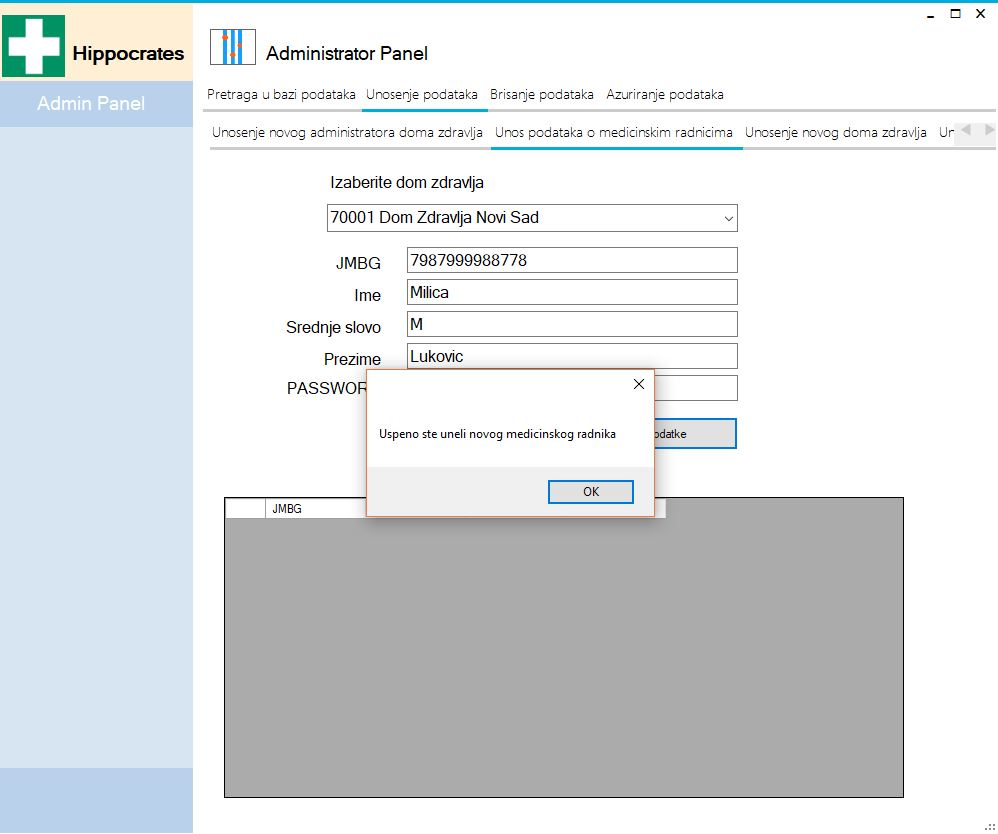 Hippocrates
Admin Panel
Administrator Panel
Pretraga u bazi podataka Unosenje podataka Brisanje podataka Azuriranje podataka
Unosenje novog administratora doma zdravlja Unos podataka o medicinskim radnicima Unosenje novog doma zdravlja Un
Izaberite dom zdravlja
70001 Dom Zdravlja Novi Sad
JMBG 7987999988778
Ime Milica
Srednje slovo M
Prezime Lukovic
PASSWOR
Uspeno ste uneli novog medicinskog radnika
odatke
OK
JMBG